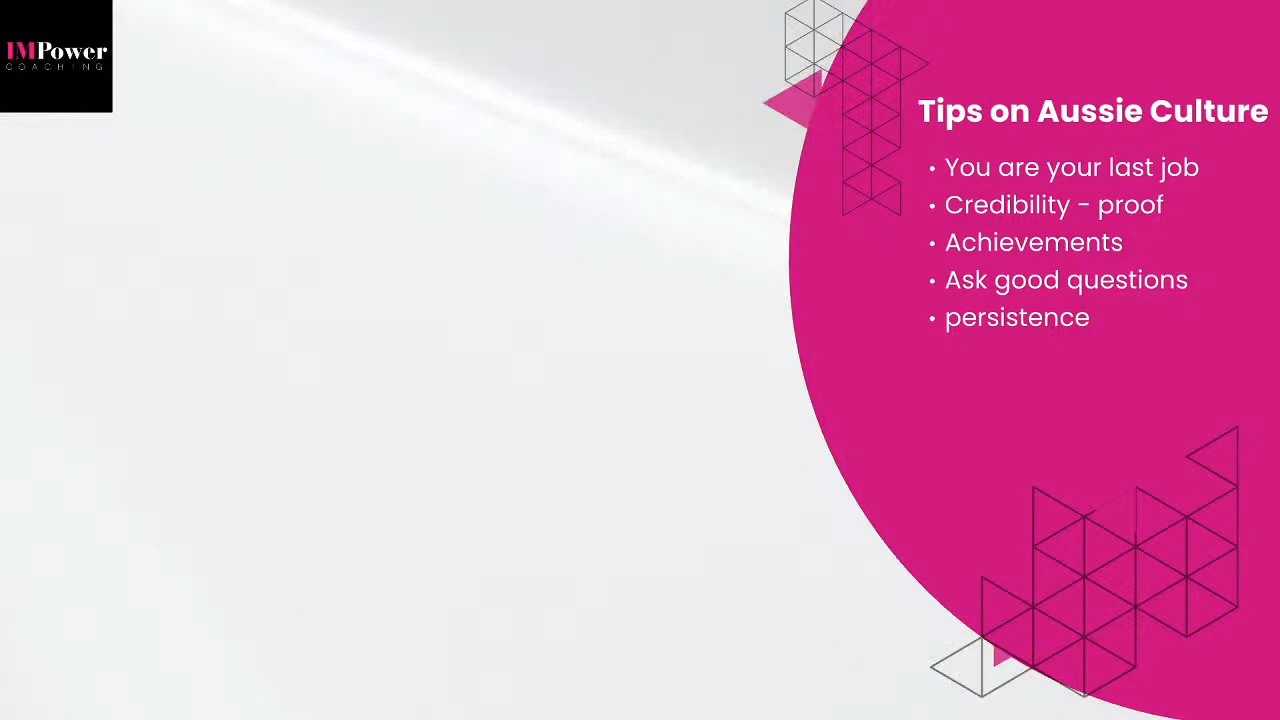 IMPower
COACHING
Tips on Aussie Culture
• You are your last job
• Credibility - proof
• Achievements
• Ask good questions
• persistence